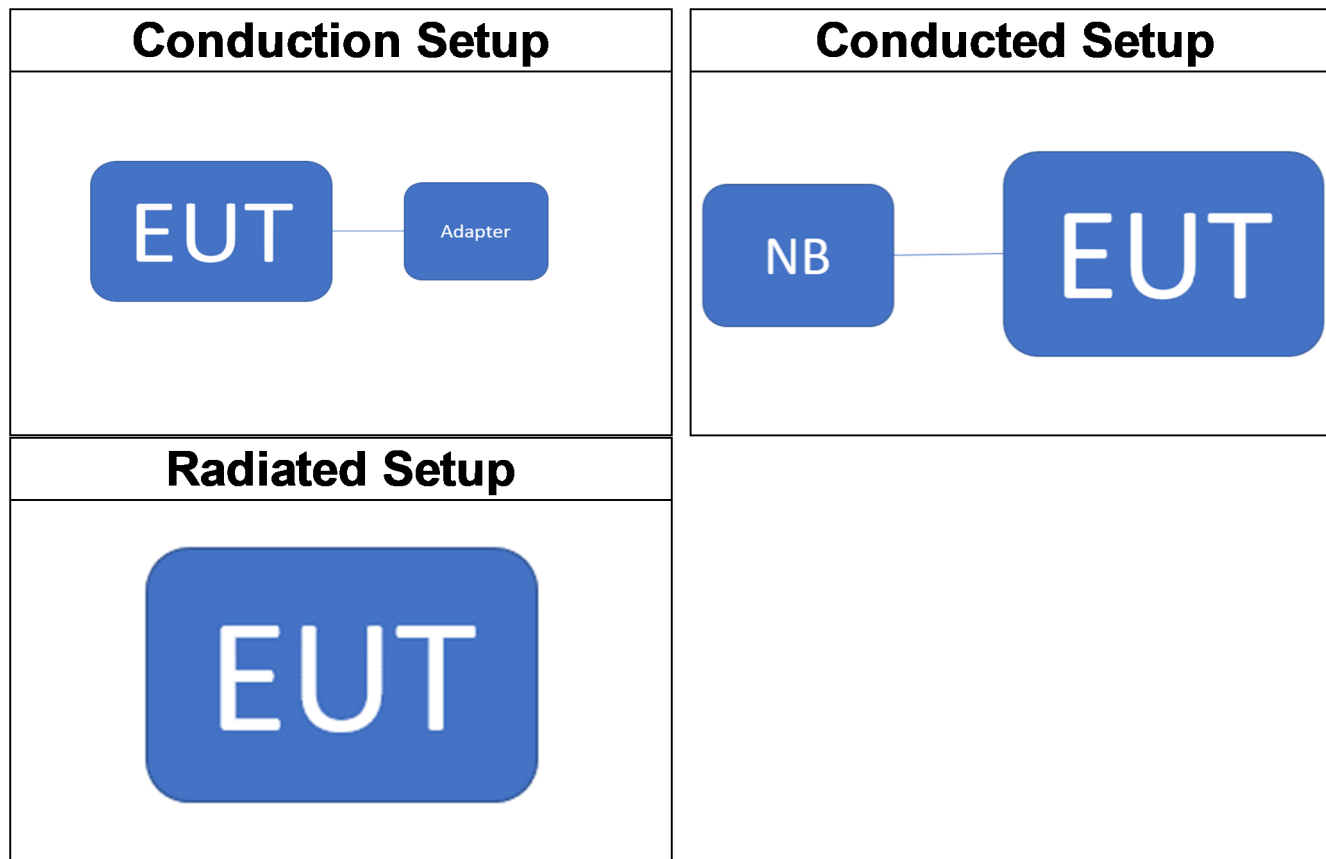 Conduction Setup
EUT
Adapter
Conducted Setup
NB
EUT
Radiated Setup
EUT